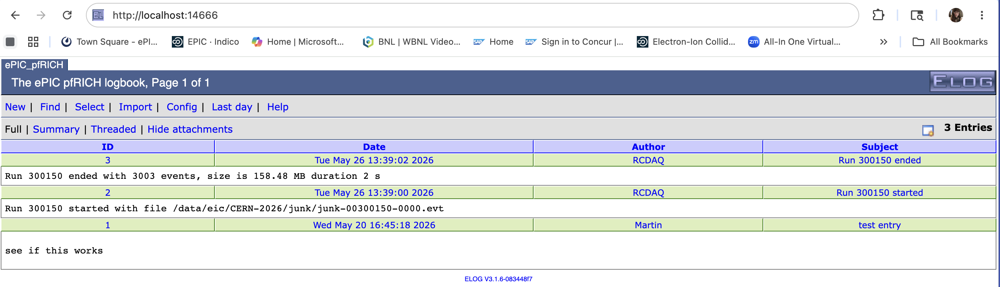 http://localhost:14666
Town Square - ePI... EPIC · Indico Home | Microsoft... BNL | WBNL Video... Home Sign in to Concur |... Electron-Ion Collid... zm All-In One Virtual... » All Bookmarks
ePIC_pfRICH
The ePIC pfRICH logbook, Page 1 of 1 ELOG
New | Find | Select | Import | Config | Last day | Help
Full | Summary | Threaded | Hide attachments 3 Entries
ID Date Author Subject
3 Tue May 26 13:39:02 2026 RCDAQ Run 300150 ended
Run 300150 ended with 3003 events, size is 158.48 MB duration 2 s
2 Tue May 26 13:39:00 2026 RCDAQ Run 300150 started
Run 300150 started with file /data/eic/CERN-2026/junk/junk-00300150-0000.evt
1 Wed May 20 16:45:18 2026 Martin test entry
see if this works
ELOG V3.1.6-083448f7